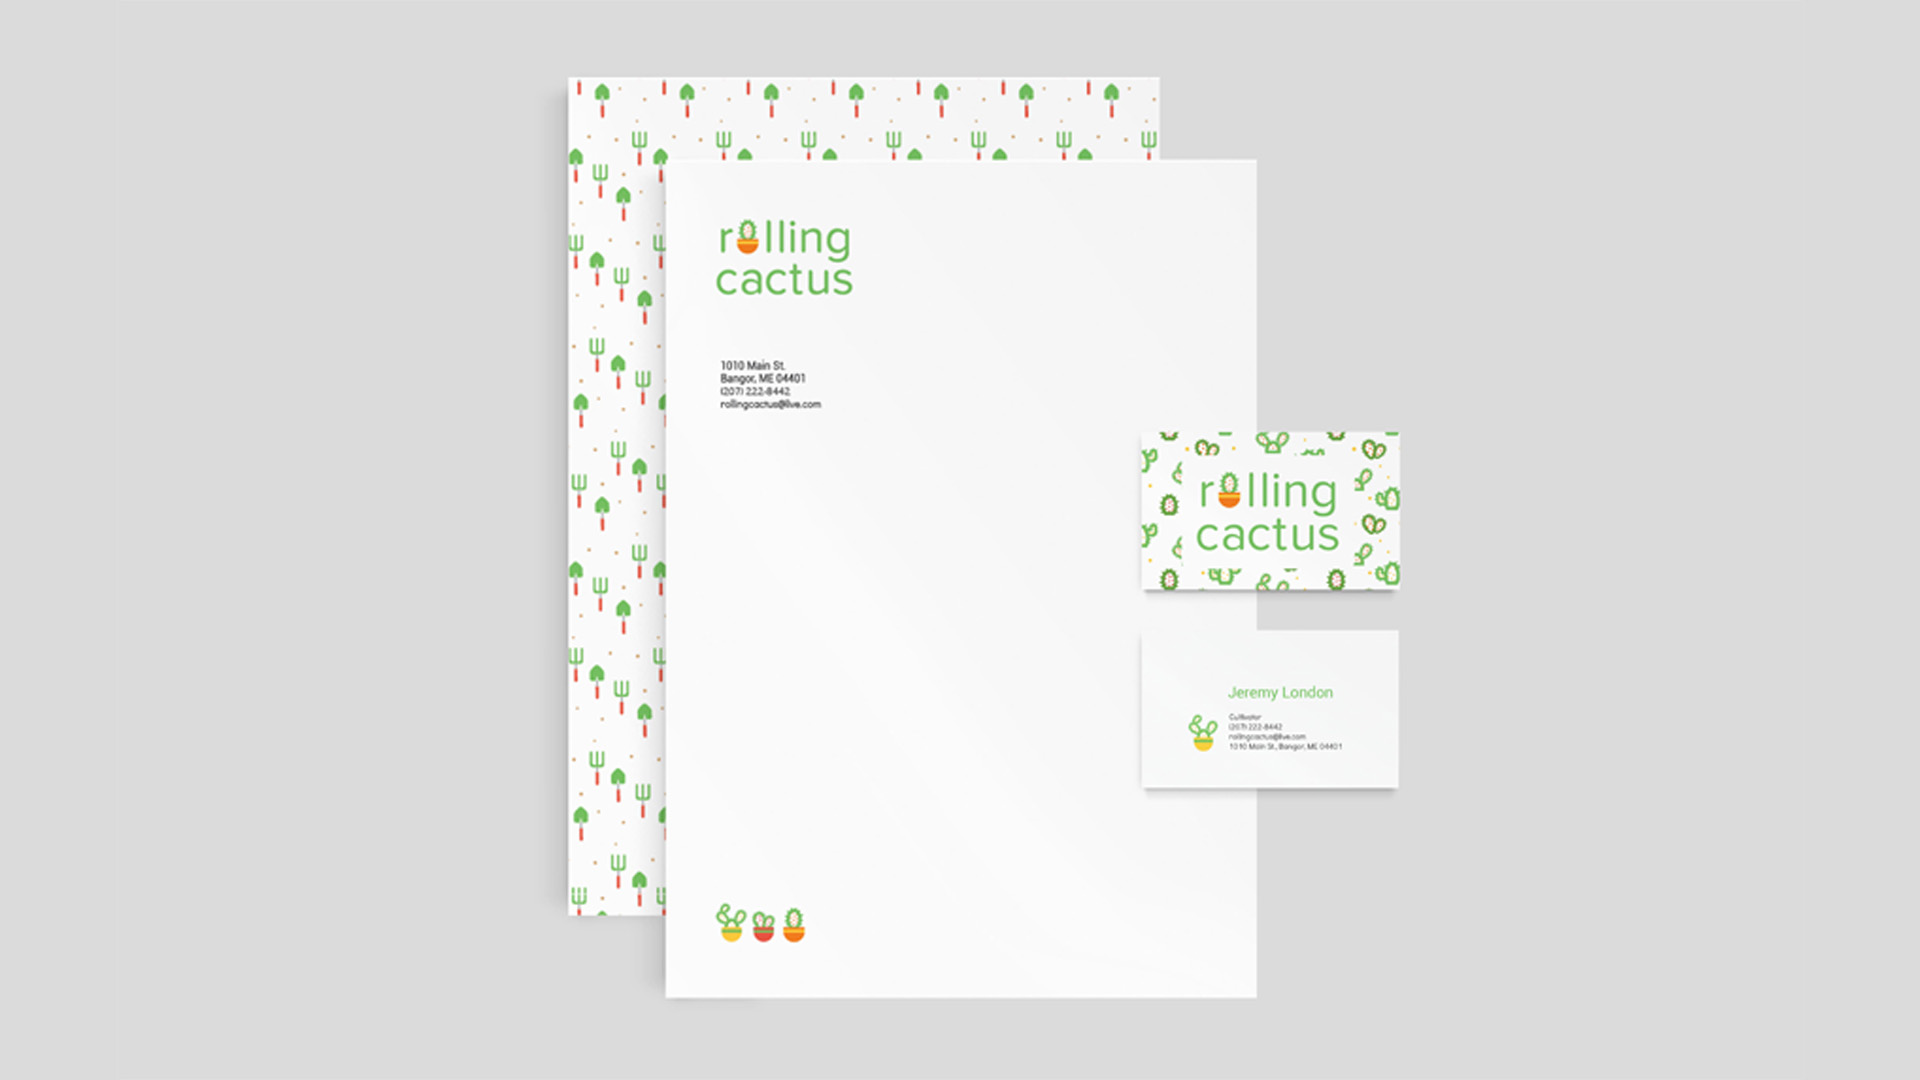 rolling
cactus
1010 Main St.
Bangor, ME 04401
(207) 222-8442
rollingcactus@live.com
rolling
cactus
Jeremy London
Cultivator
(207) 222-8442
rollingcactus@live.com
1010 Main St., Bangor, ME 04401